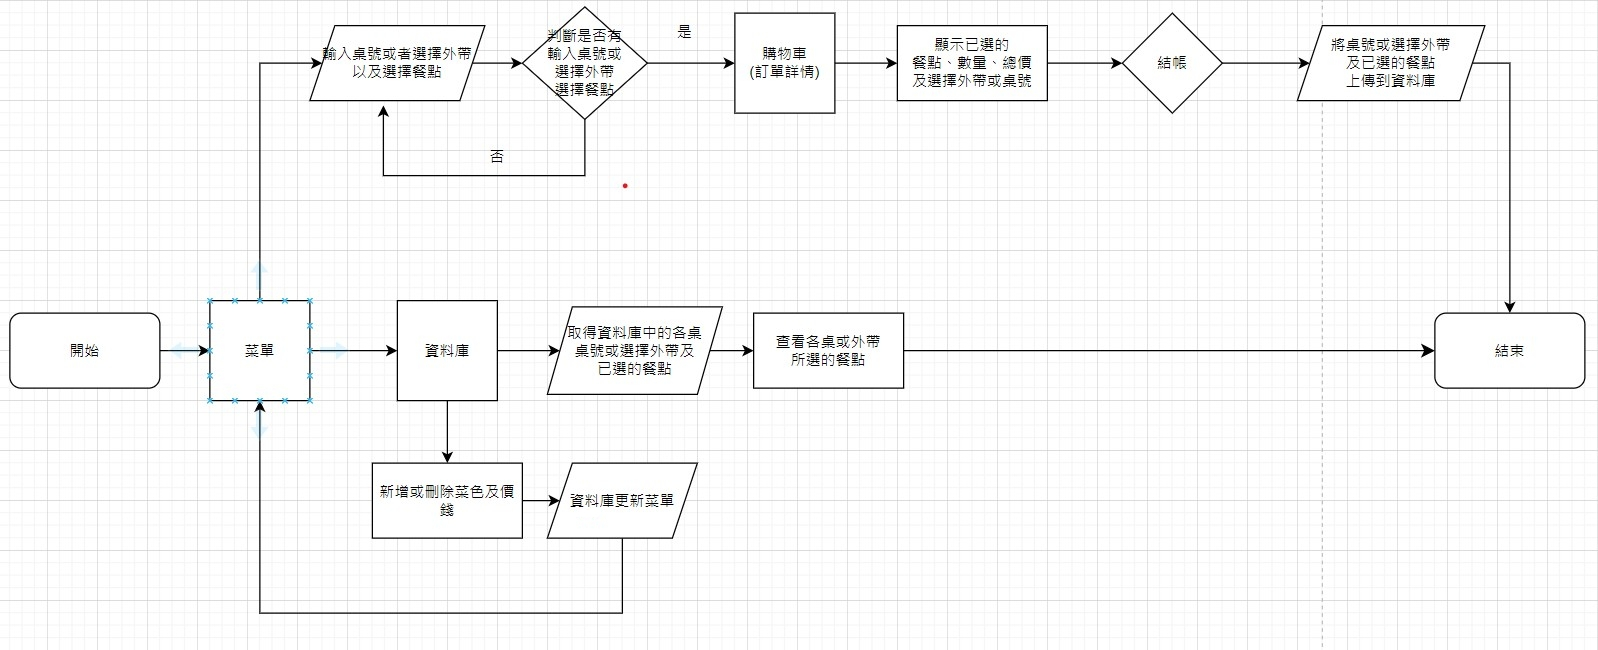 輸入桌號或者選擇外帶
以及選擇餐點
判斷是否有
輸入桌號或
選擇外帶
選擇餐點
是
否
購物車
(訂單詳情)
顯示已選的
餐點、數量、總價
及選擇外帶或桌號
結帳
將桌號或選擇外帶
及已選的餐點
上傳到資料庫
開始
菜單
資料庫
取得資料庫中的各桌
桌號或選擇外帶及
已選的餐點
查看各桌或外帶
所選的餐點
結束
新增或刪除菜色及價
錢
資料庫更新菜單